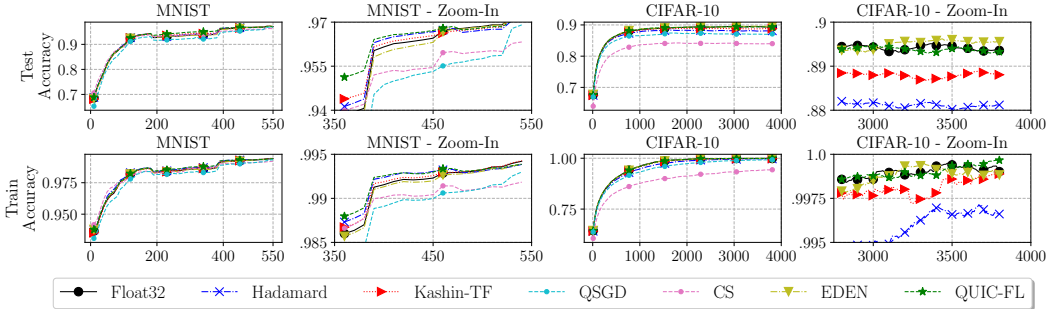 MNIST MNIST - Zoom-In CIFAR-10 CIFAR-10 - Zoom-In
Test
Accuracy
0.9
0.8
0.7
0 200 400 550
.97
.955
.94
350 450 540
0.9
0.8
0.7
0 1000 2000 3000 4000
.9
.89
.88
3000 3500 4000
MNIST MNIST - Zoom-In CIFAR-10 CIFAR-10 - Zoom-In
Train
Accuracy
0.975
0.950
0 200 400 550
.995
.99
.985
350 450 540
1.00
0.75
0 1000 2000 3000 4000
1.0
.9975
.995
3000 3500 4000
Float32 Hadamard Kashin-TF QSGD CS EDEN QUIC-FL